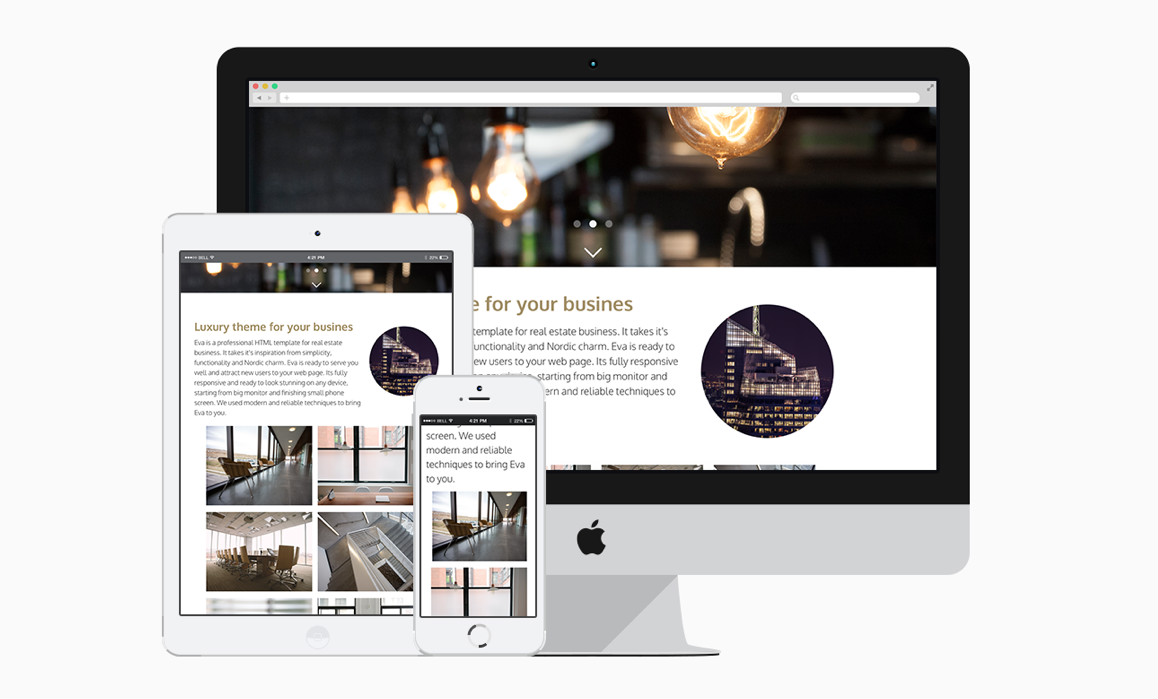 e for your busines
template for real estate business. It takes it's
unctionality and Nordic charm. Eva is ready to
ew users to your web page. Its fully responsive
starting from big monitor and
ern and reliable techniques to
BELL 4:21 PM 22%
Luxury theme for your busines
Eva is a professional HTML template for real estate
business. It takes it's inspiration from simplicity,
functionality and Nordic charm. Eva is ready to serve you
well and attract new users to your web page. Its fully
responsive and ready to look stunning on any device,
starting from big monitor and finishing small phone
screen. We used modern and reliable techniques to bring
Eva to you.
BELL 4:21 PM 22%
screen. We used
modern and reliable
techniques to bring Eva
to you.